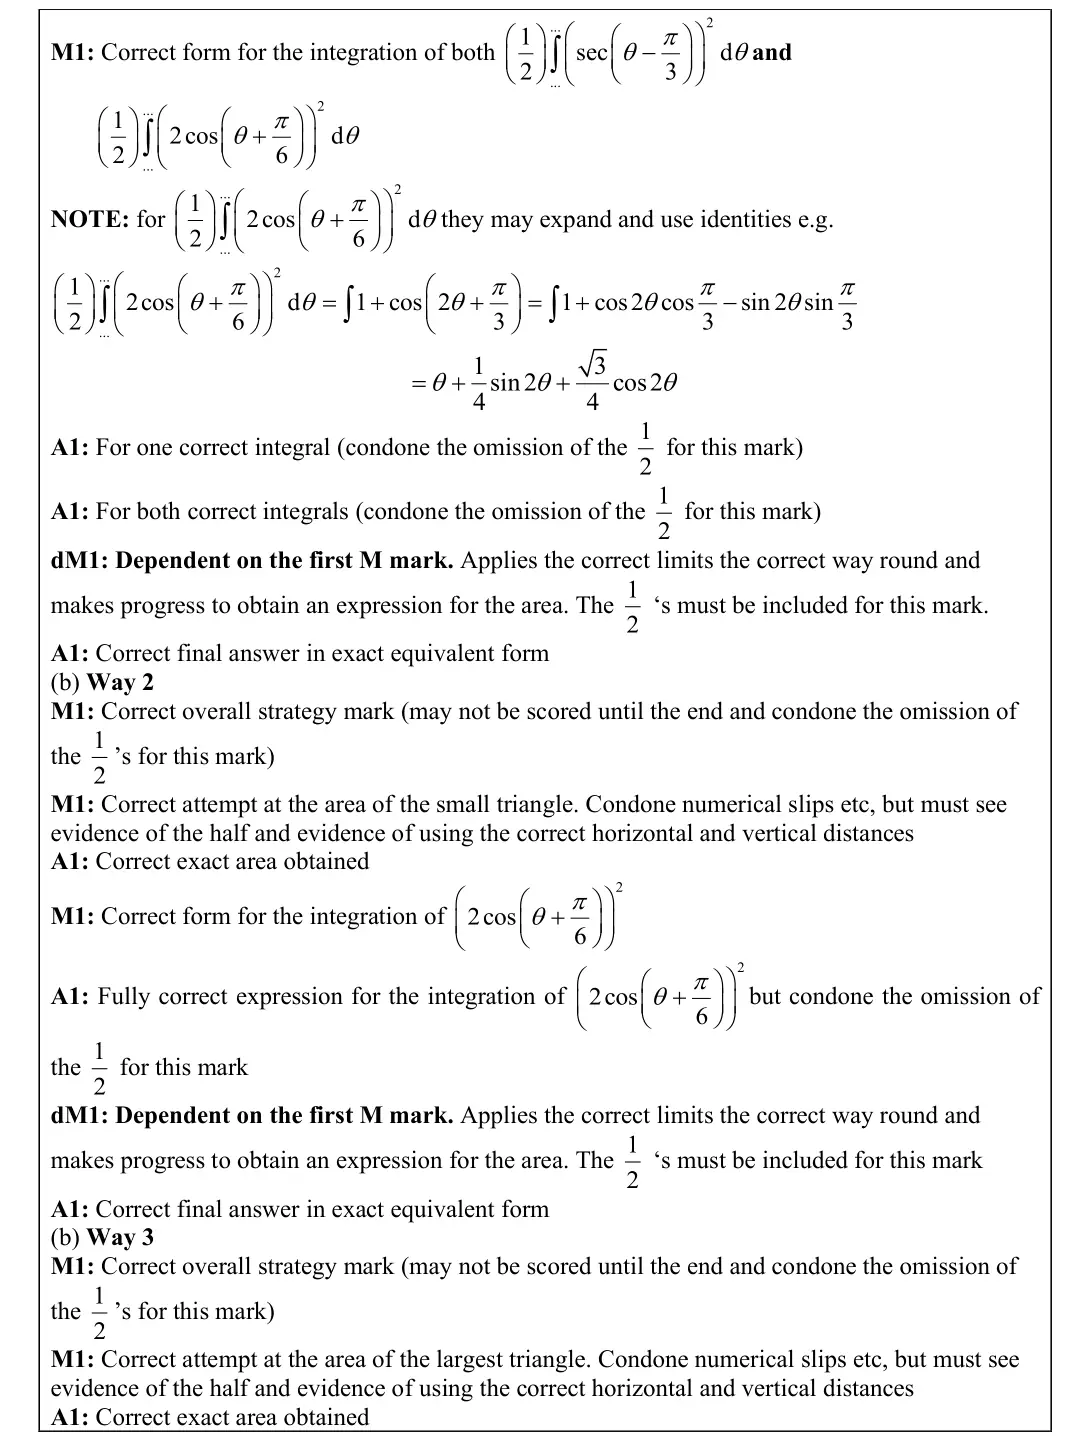 M1: Correct form for the integration of both (1/2)∫_{...}^{...}(sec(θ − π/3))² dθ and
(1/2)∫_{...}^{...}(2cos(θ + π/6))² dθ
NOTE: for (1/2)∫_{...}^{...}(2cos(θ + π/6))² dθ they may expand and use identities e.g.
(1/2)∫_{...}^{...}(2cos(θ + π/6))² dθ = ∫1 + cos(2θ + π/3) = ∫1 + cos2θcos π/3 − sin2θsin π/3
= θ + 1/4 sin2θ + √3/4 cos2θ
A1: For one correct integral (condone the omission of the 1/2 for this mark)
A1: For both correct integrals (condone the omission of the 1/2 for this mark)
dM1: Dependent on the first M mark. Applies the correct limits the correct way round and
makes progress to obtain an expression for the area. The 1/2 ‘s must be included for this mark.
A1: Correct final answer in exact equivalent form
(b) Way 2
M1: Correct overall strategy mark (may not be scored until the end and condone the omission of
the 1/2 ’s for this mark)
M1: Correct attempt at the area of the small triangle. Condone numerical slips etc, but must see
evidence of the half and evidence of using the correct horizontal and vertical distances
A1: Correct exact area obtained
M1: Correct form for the integration of (2cos(θ + π/6))²
A1: Fully correct expression for the integration of (2cos(θ + π/6))² but condone the omission of
the 1/2 for this mark
dM1: Dependent on the first M mark. Applies the correct limits the correct way round and
makes progress to obtain an expression for the area. The 1/2 ‘s must be included for this mark
A1: Correct final answer in exact equivalent form
(b) Way 3
M1: Correct overall strategy mark (may not be scored until the end and condone the omission of
the 1/2 ’s for this mark)
M1: Correct attempt at the area of the largest triangle. Condone numerical slips etc, but must see
evidence of the half and evidence of using the correct horizontal and vertical distances
A1: Correct exact area obtained